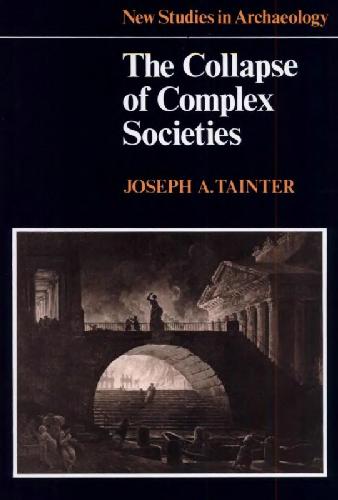 New Studies in Archaeology
The Collapse
of Complex
Societies
JOSEPH A. TAINTER